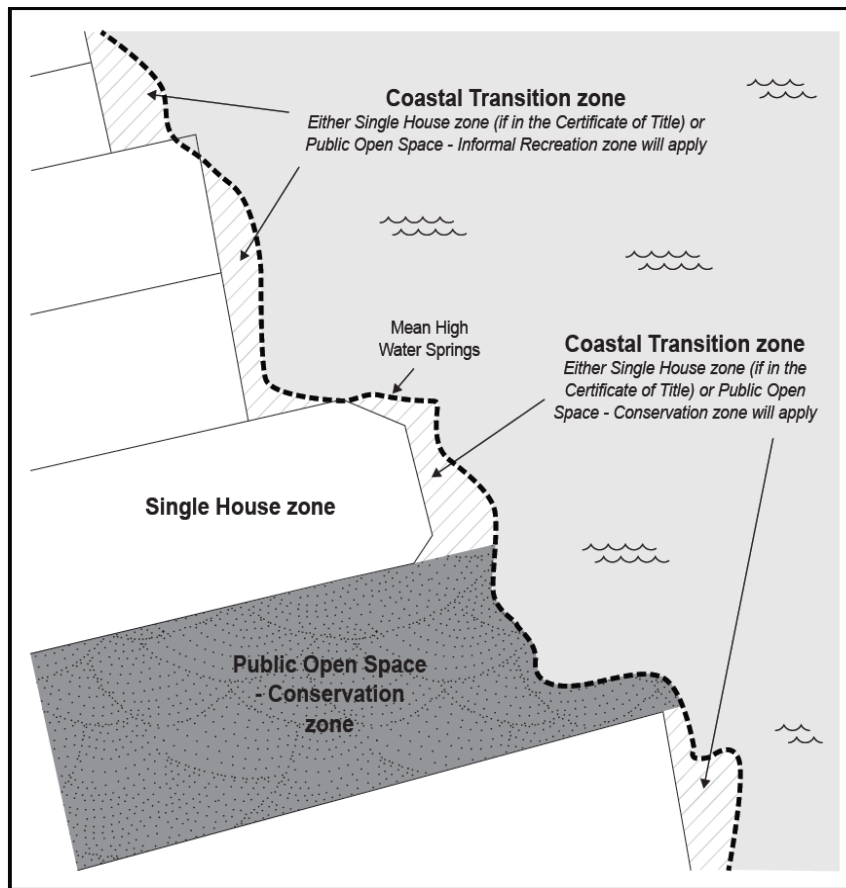 Coastal Transition zone
Either Single House zone (if in the Certificate of Title) or
Public Open Space - Informal Recreation zone will apply
Mean High
Water Springs
Coastal Transition zone
Either Single House zone (if in the
Certificate of Title) or Public Open
Space - Conservation zone will apply
Single House zone
Public Open Space
- Conservation
zone